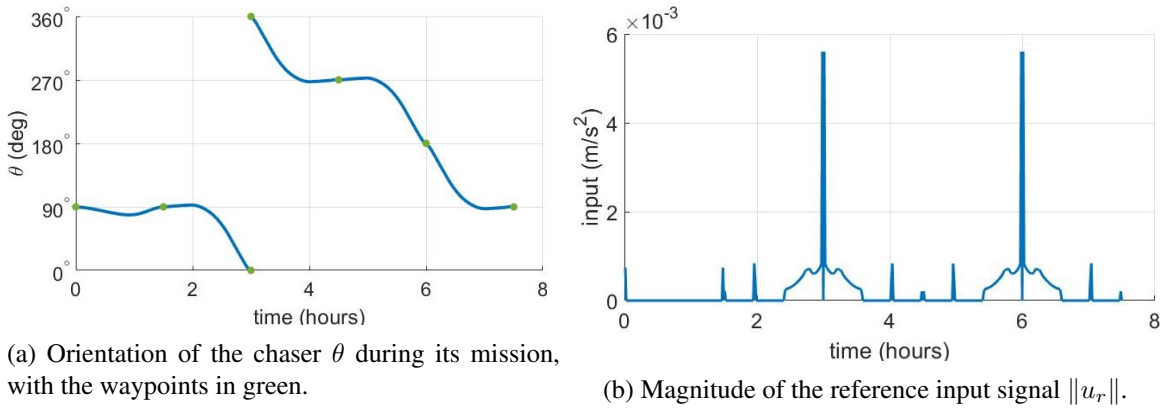 360°
270°
180°
90°
0°
θ (deg)
0
2
4
6
8
time (hours)
(a) Orientation of the chaser θ during its mission,
with the waypoints in green.
×10⁻³
6
4
2
0
input (m/s²)
0
2
4
6
8
time (hours)
(b) Magnitude of the reference input signal ‖uᵣ‖.